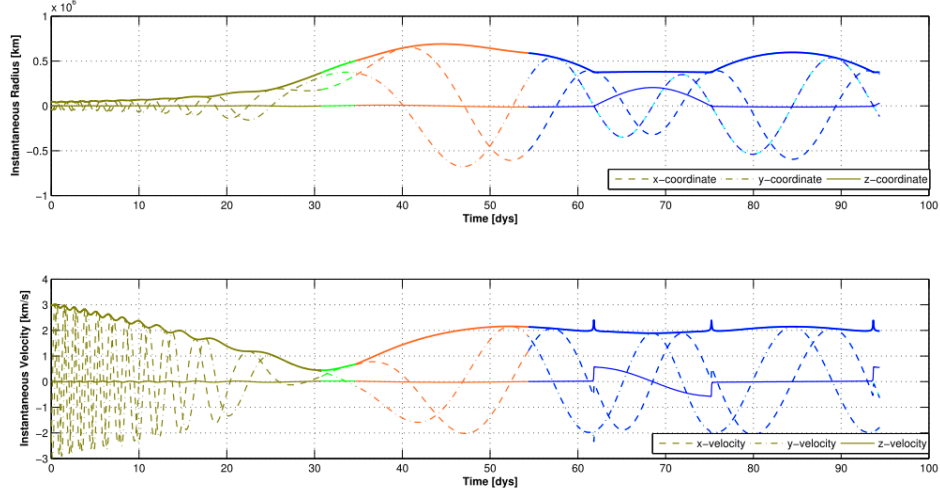 x 10^6
1
0.5
0
−0.5
−1
Instantaneous Radius [km]
0 10 20 30 40 50 60 70 80 90 100
Time [dys]
x−coordinate y−coordinate z−coordinate
4
3
2
1
0
−1
−2
−3
Instantaneous Velocity [km/s]
0 10 20 30 40 50 60 70 80 90 100
Time [dys]
x−velocity y−velocity z−velocity